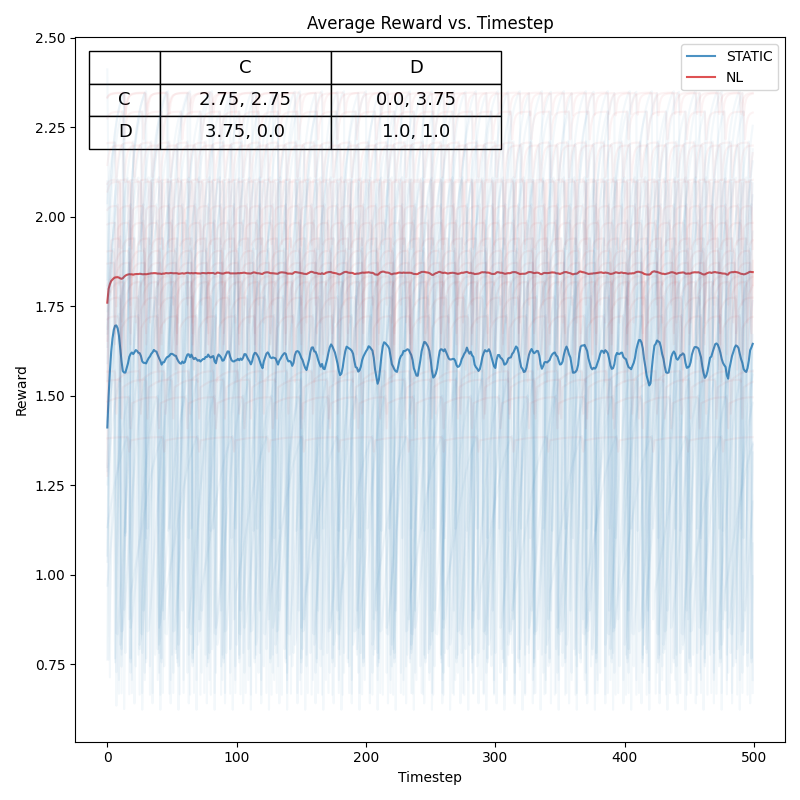 Average Reward vs. Timestep
2.50
C D
C 2.75, 2.75 0.0, 3.75
D 3.75, 0.0 1.0, 1.0
STATIC
NL
2.25
2.00
1.75
1.50
1.25
1.00
0.75
Reward
0 100 200 300 400 500
Timestep